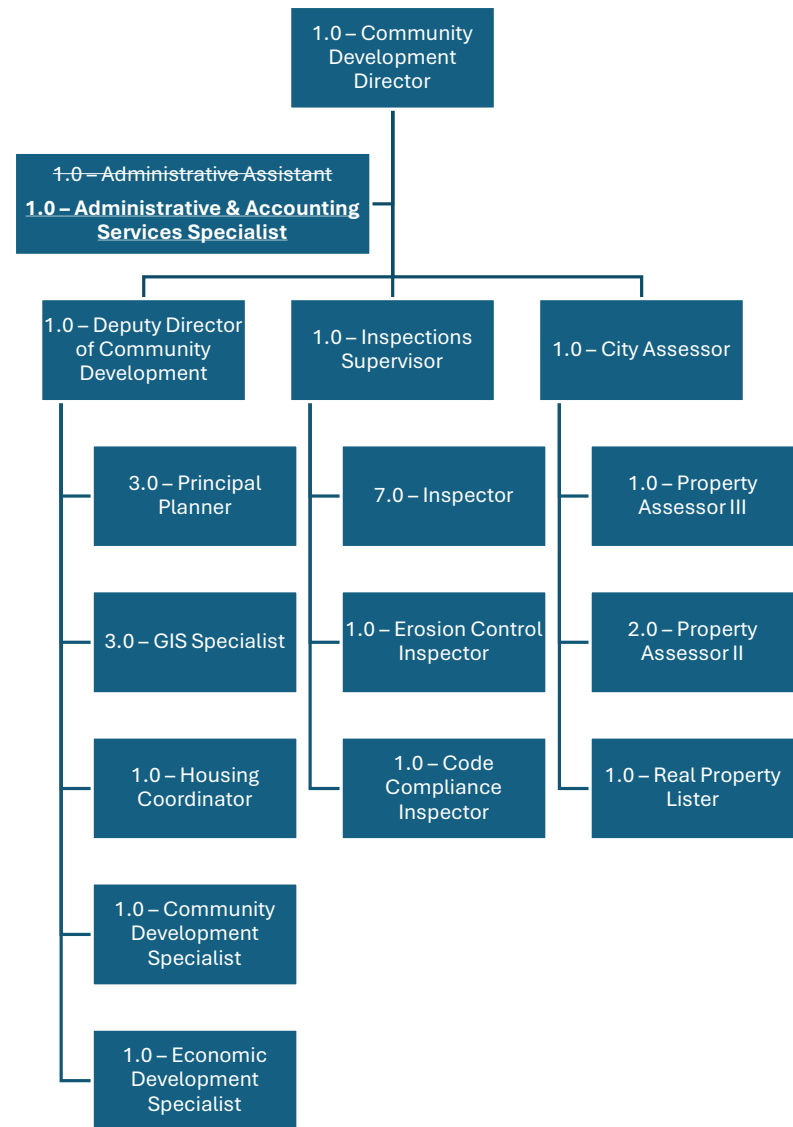 1.0 – Community
Development
Director
1.0 – Administrative Assistant
1.0 – Administrative & Accounting
Services Specialist
1.0 – Deputy Director
of Community
Development
1.0 – Inspections
Supervisor
1.0 – City Assessor
3.0 – Principal
Planner
7.0 – Inspector
1.0 – Property
Assessor III
3.0 – GIS Specialist
1.0 – Erosion Control
Inspector
2.0 – Property
Assessor II
1.0 – Housing
Coordinator
1.0 – Code
Compliance
Inspector
1.0 – Real Property
Lister
1.0 – Community
Development
Specialist
1.0 – Economic
Development
Specialist